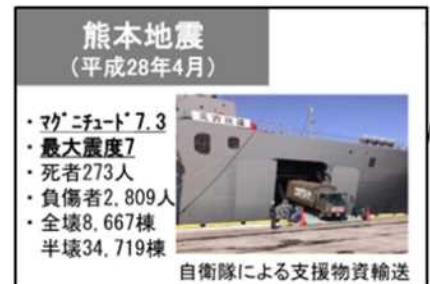 熊本地震
（平成28年4月）
・マグニチュード7.3
・最大震度7
・死者273人
・負傷者2,809人
・全壊8,667棟
半壊34,719棟
自衛隊による支援物資輸送